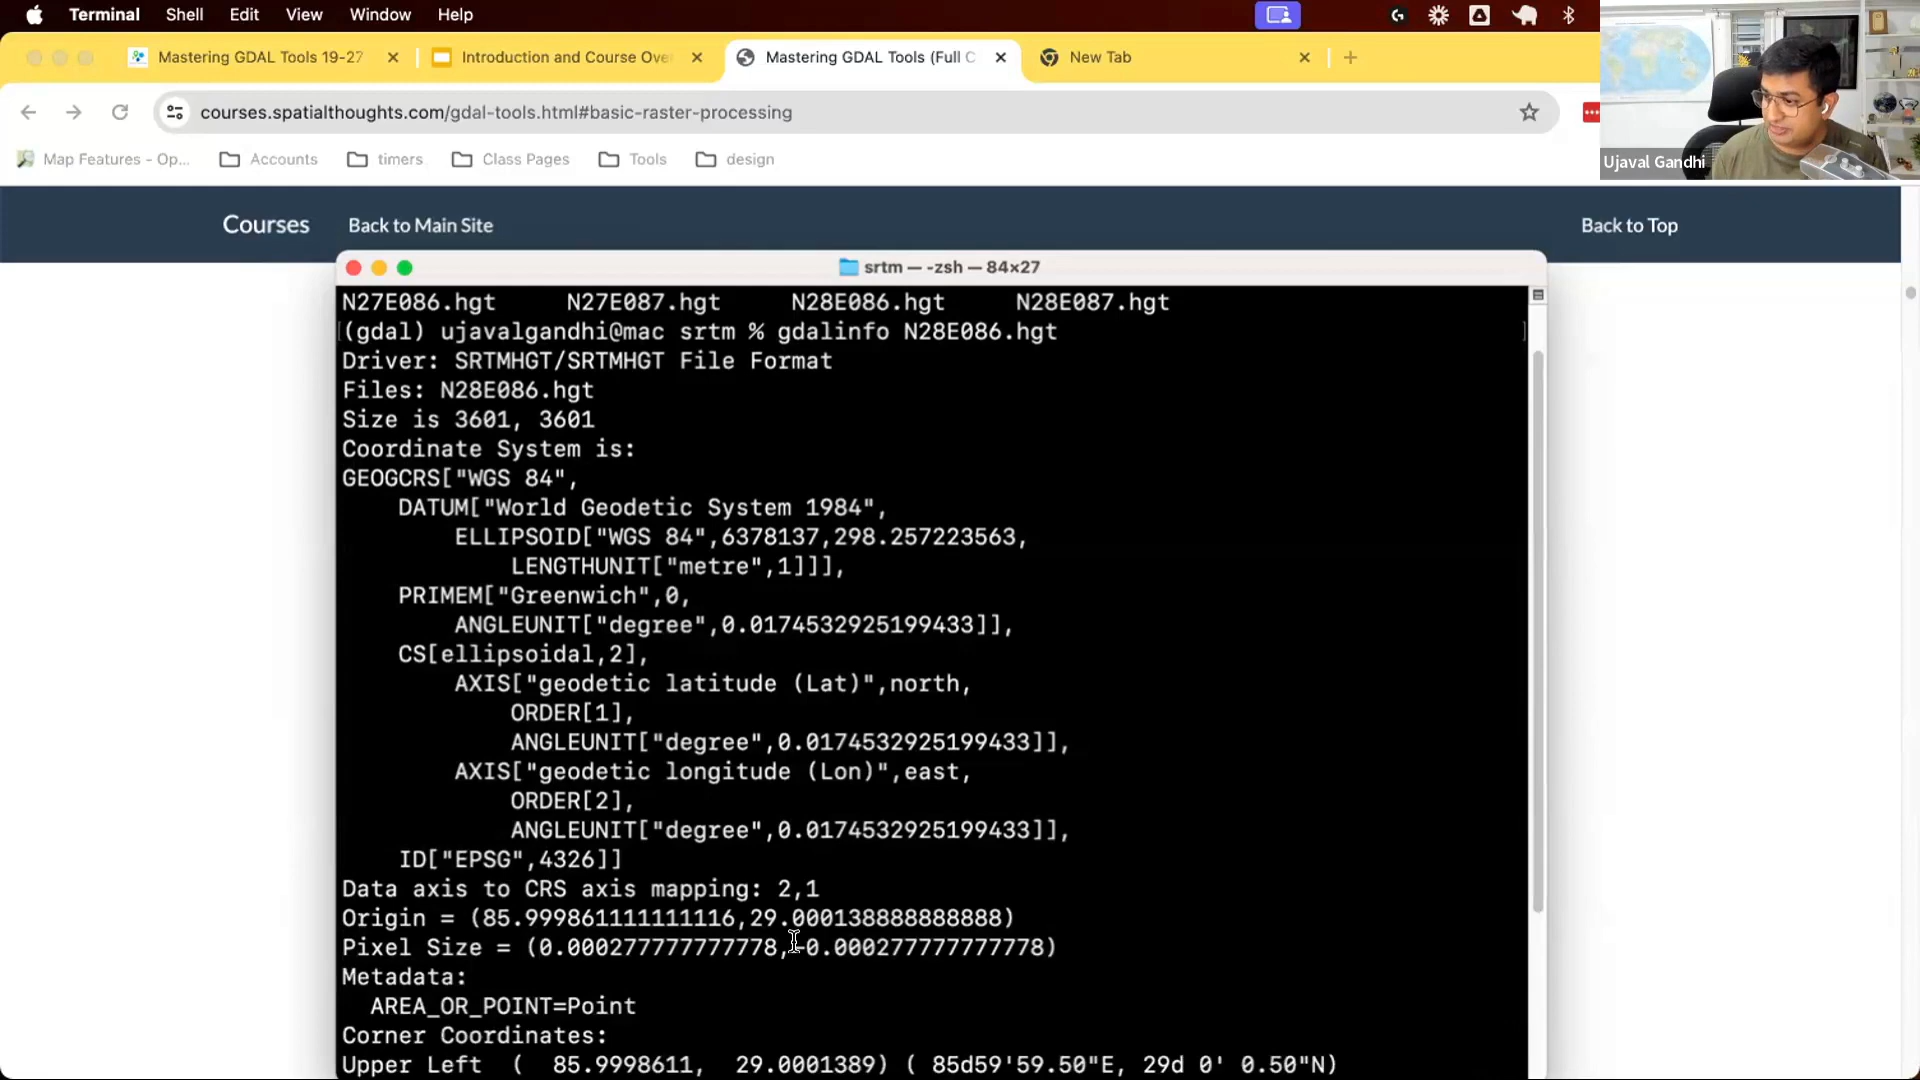 Terminal Shell Edit View Window Help
Mastering GDAL Tools 19-27
Introduction and Course Ove
Mastering GDAL Tools (Full C
New Tab
courses.spatialthoughts.com/gdal-tools.html#basic-raster-processing
Map Features - Op...
Accounts
timers
Class Pages
Tools
design
Ujaval Gandhi
Courses
Back to Main Site
Back to Top
srtm — -zsh — 84×27
N27E086.hgt N27E087.hgt N28E086.hgt N28E087.hgt
[(gdal) ujavalgandhi@mac srtm % gdalinfo N28E086.hgt ]
Driver: SRTMHGT/SRTMHGT File Format
Files: N28E086.hgt
Size is 3601, 3601
Coordinate System is:
GEOGCRS["WGS 84",
DATUM["World Geodetic System 1984",
ELLIPSOID["WGS 84",6378137,298.257223563,
LENGTHUNIT["metre",1]]],
PRIMEM["Greenwich",0,
ANGLEUNIT["degree",0.0174532925199433]],
CS[ellipsoidal,2],
AXIS["geodetic latitude (Lat)",north,
ORDER[1],
ANGLEUNIT["degree",0.0174532925199433]],
AXIS["geodetic longitude (Lon)",east,
ORDER[2],
ANGLEUNIT["degree",0.0174532925199433]],
ID["EPSG",4326]]
Data axis to CRS axis mapping: 2,1
Origin = (85.999861111111116,29.000138888888888)
Pixel Size = (0.000277777777778,-0.000277777777778)
Metadata:
AREA_OR_POINT=Point
Corner Coordinates:
Upper Left ( 85.9998611, 29.0001389) ( 85d59'59.50"E, 29d 0' 0.50"N)